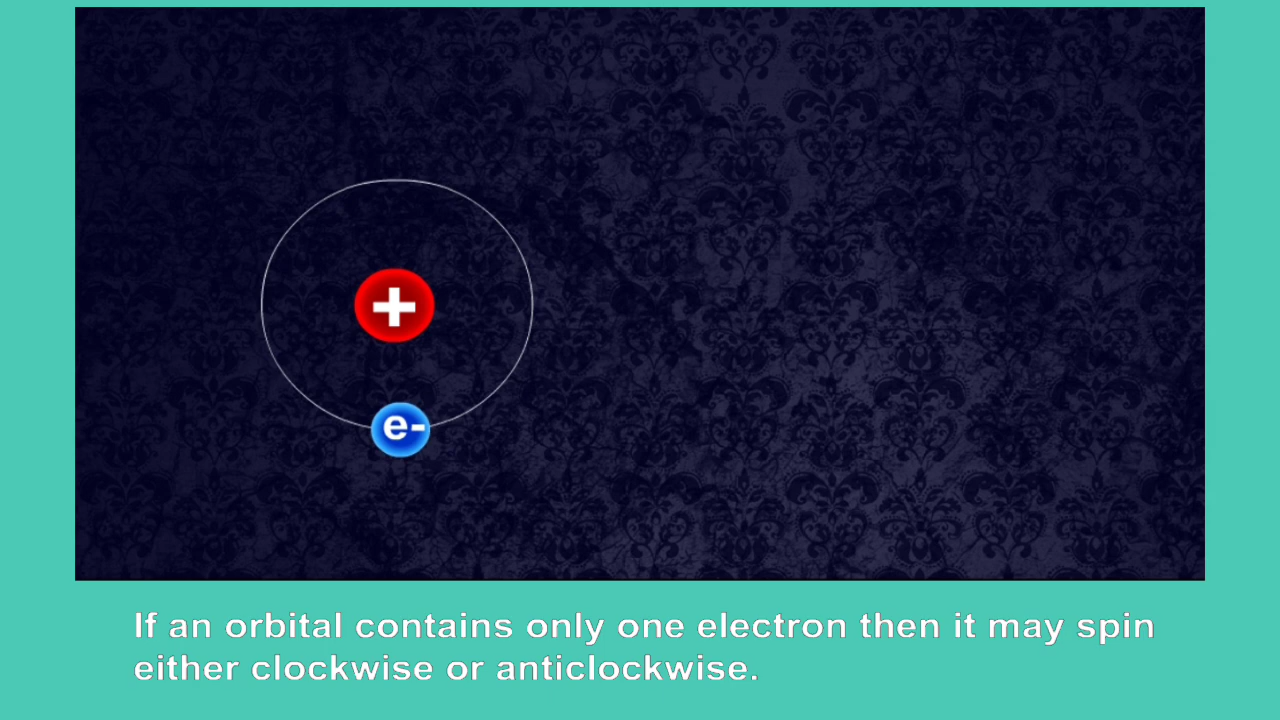 +
e-
If an orbital contains only one electron then it may spin
either clockwise or anticlockwise.